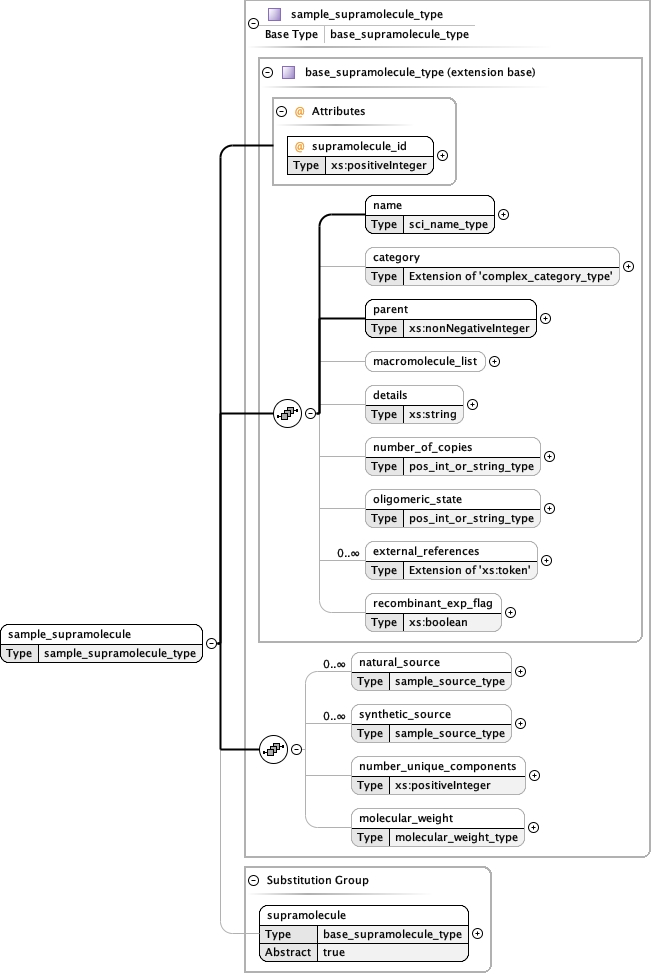 sample_supramolecule_type
Base Type base_supramolecule_type
base_supramolecule_type (extension base)
@ Attributes
@ supramolecule_id
Type xs:positiveInteger
name
Type sci_name_type
category
Type Extension of 'complex_category_type'
parent
Type xs:nonNegativeInteger
macromolecule_list
details
Type xs:string
number_of_copies
Type pos_int_or_string_type
oligomeric_state
Type pos_int_or_string_type
0..∞ external_references
Type Extension of 'xs:token'
recombinant_exp_flag
Type xs:boolean
sample_supramolecule
Type sample_supramolecule_type
0..∞ natural_source
Type sample_source_type
0..∞ synthetic_source
Type sample_source_type
number_unique_components
Type xs:positiveInteger
molecular_weight
Type molecular_weight_type
Substitution Group
supramolecule
Type base_supramolecule_type
Abstract true